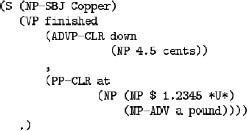 (S (NP-SBJ Copper)
(VP finished
(ADVP-CLR down
(NP 4.5 cents))
,
(PP-CLR at
(NP (NP $ 1.2345 *U*)
(NP-ADV a pound))))
.)